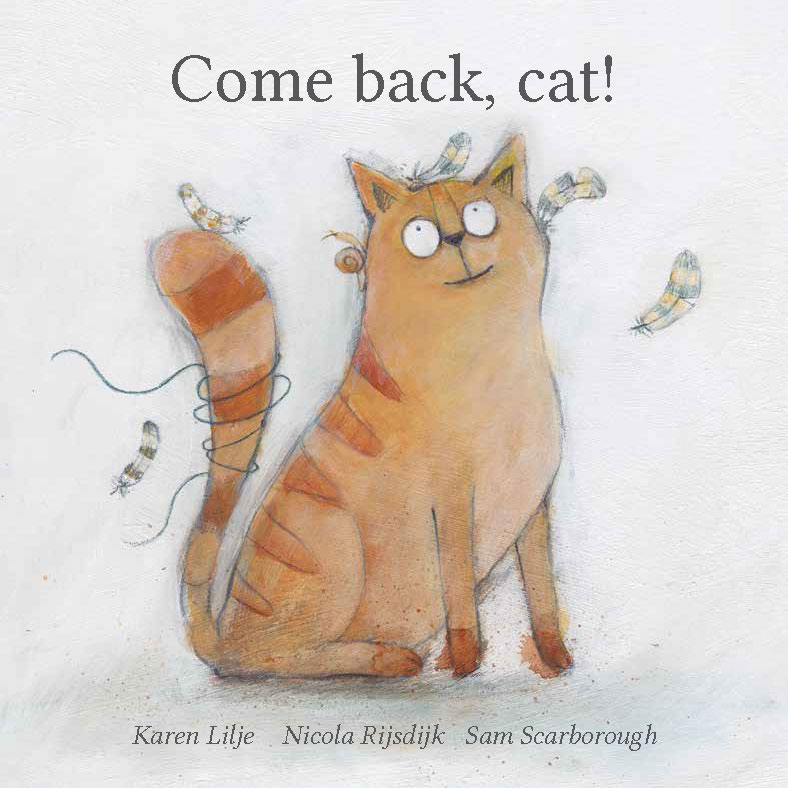 Come back, cat!
Karen Lilje Nicola Rijsdijk Sam Scarborough